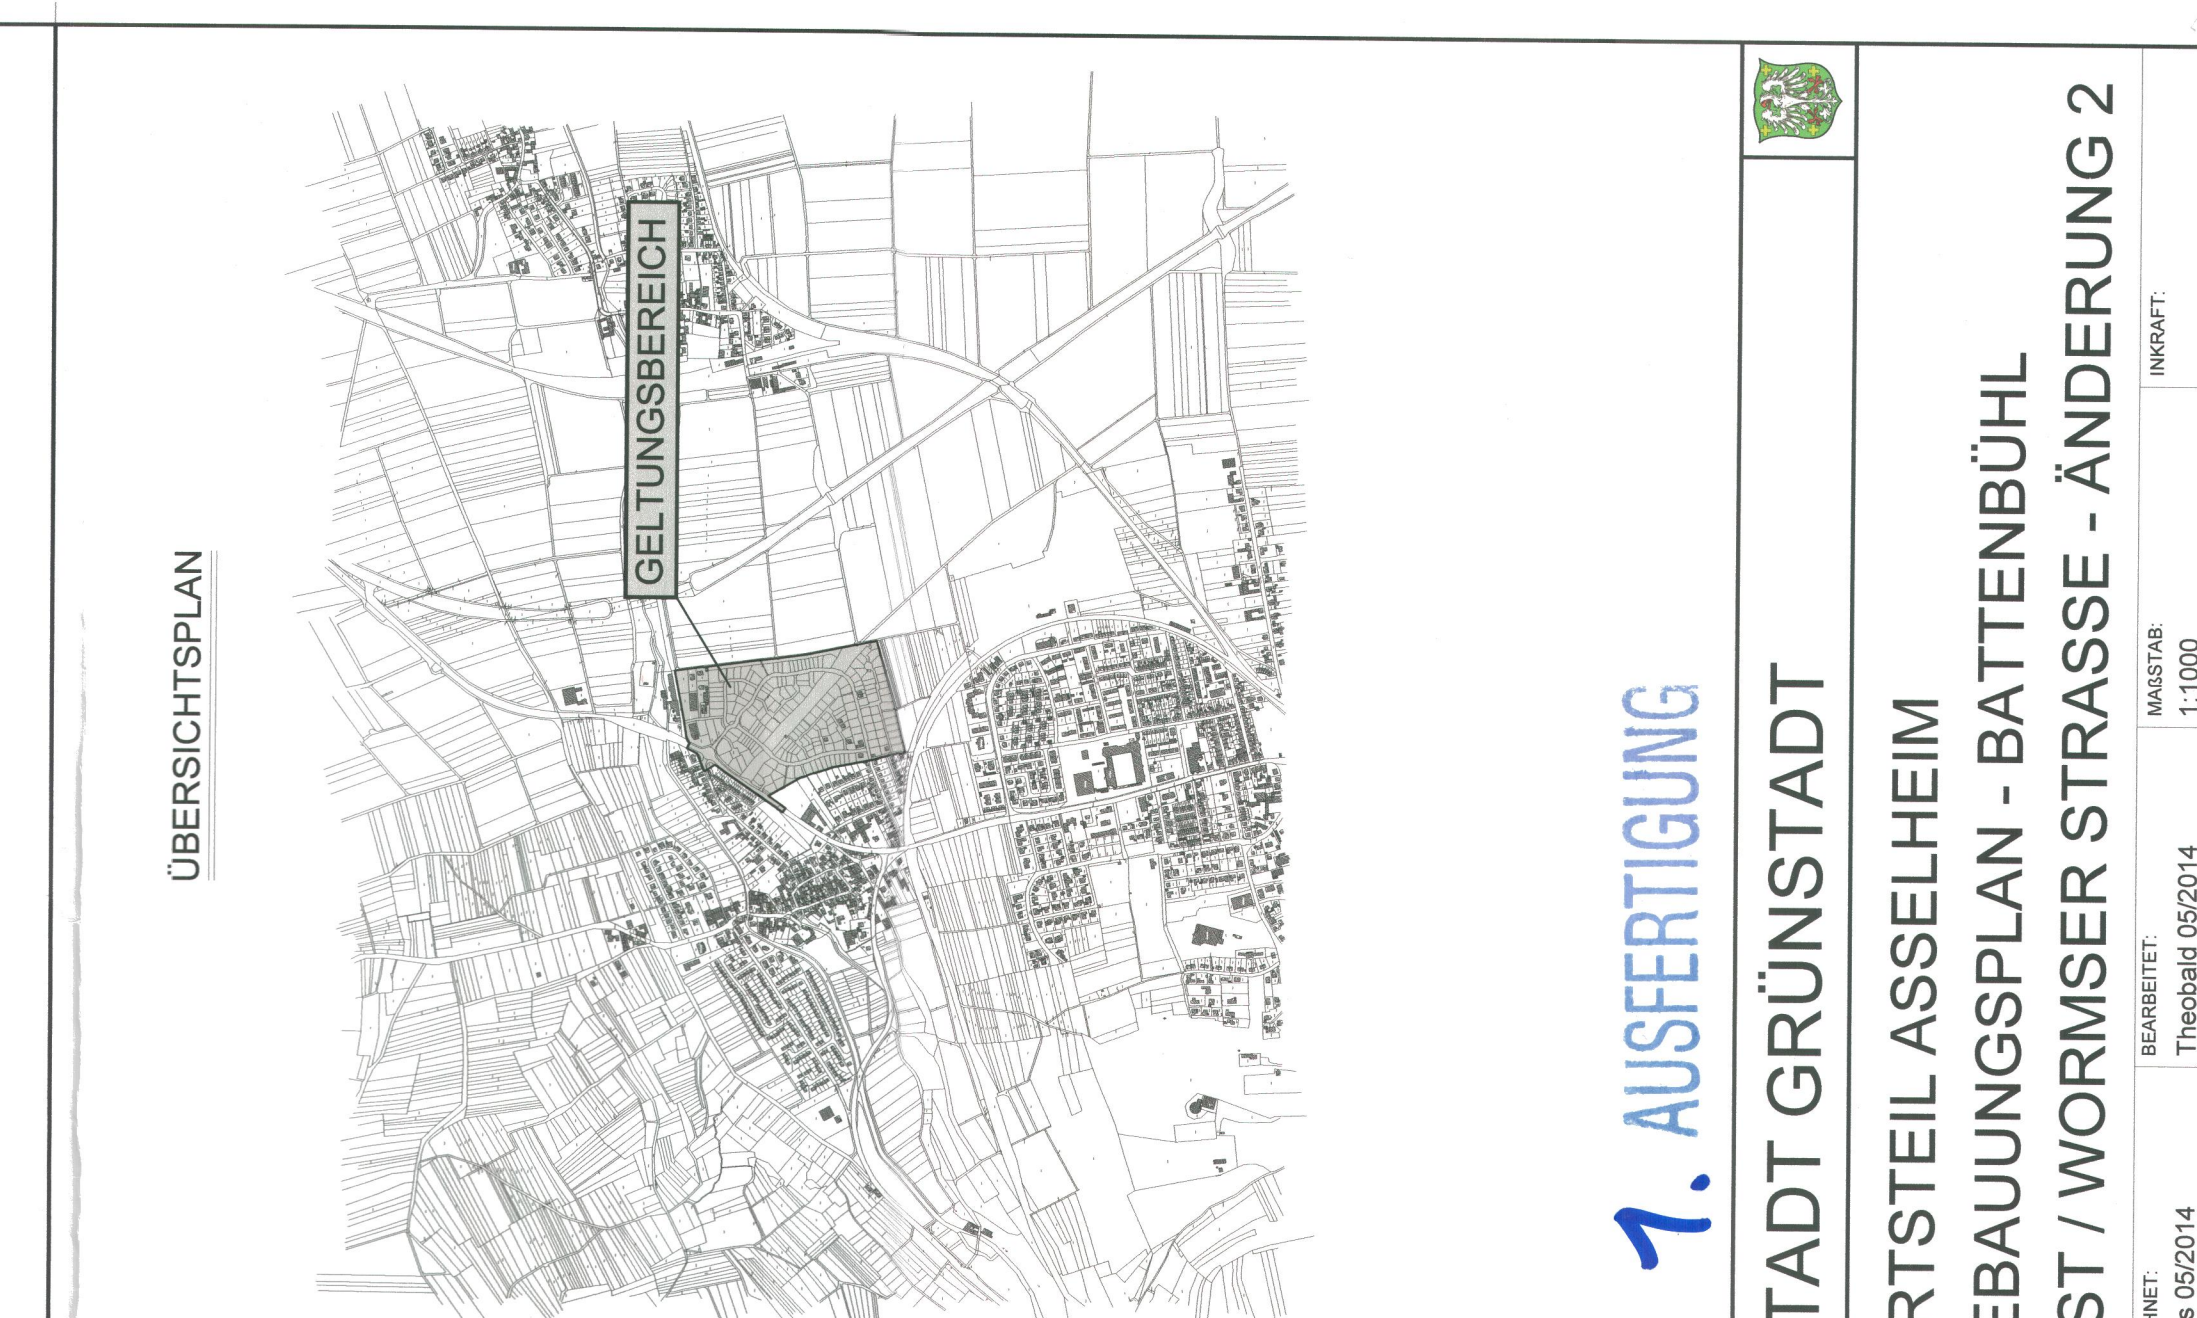 ÜBERSICHTSPLAN
GELTUNGSBEREICH
1. AUSFERTIGUNG
TADT GRÜNSTADT
RTSTEIL ASSELHEIM
EBAUUNGSPLAN - BATTENBÜHL
ST / WORMSER STRASSE - ÄNDERUNG 2
HNET:
s 05/2014
BEARBEITET:
Theobald 05/2014
MAßSTAB:
1:1000
INKRAFT: